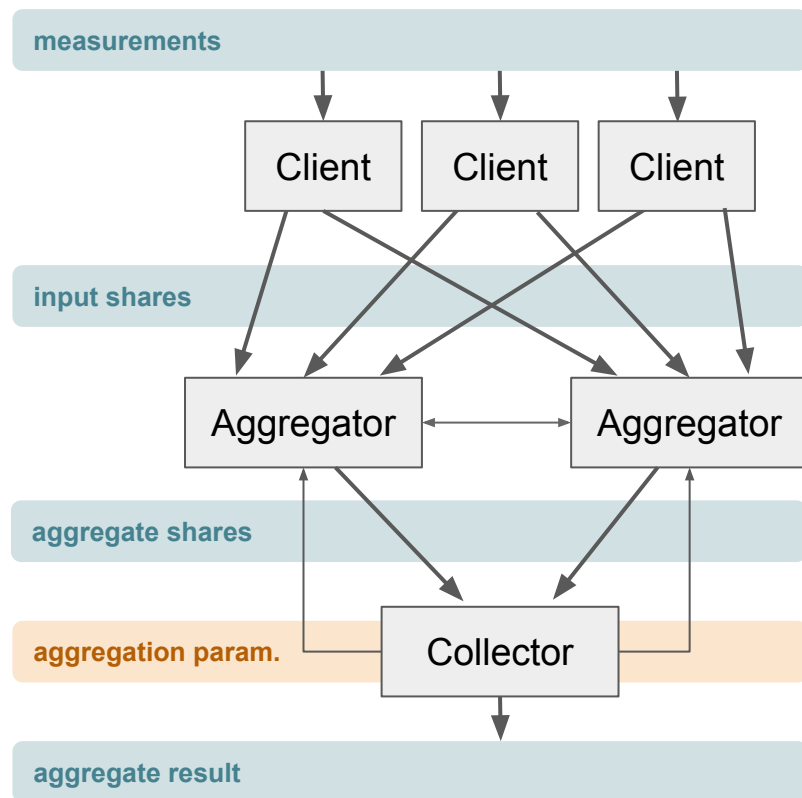 measurements
Client
Client
Client
input shares
Aggregator
Aggregator
aggregate shares
aggregation param.
Collector
aggregate result